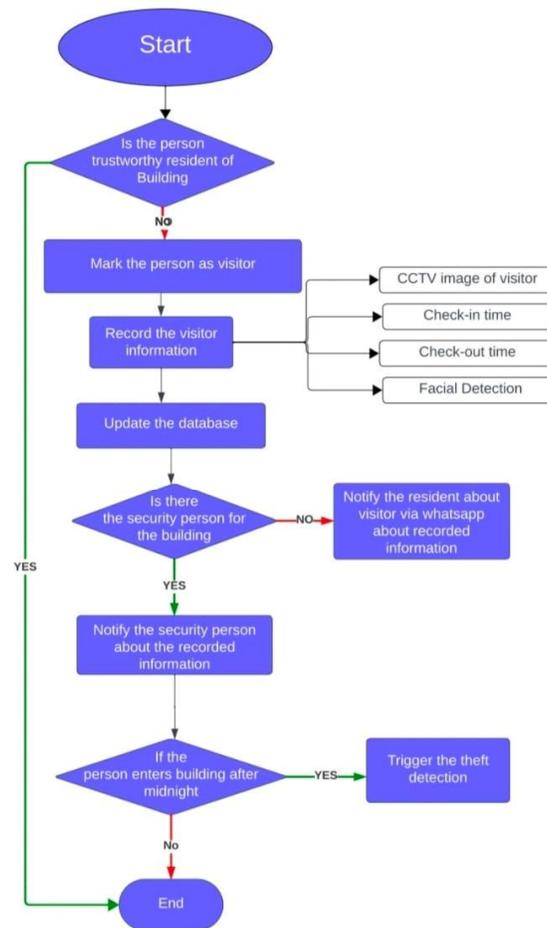 Start
Is the person
trustworthy resident of
Building
NO
Mark the person as visitor
CCTV image of visitor
Check-in time
Record the visitor
information
Check-out time
Facial Detection
Update the database
Is there
the security person for
the building
NO
Notify the resident about
visitor via whatsapp
about recorded
information
YES
YES
Notify the security person
about the recorded
information
If the
person enters building after
midnight
YES
Trigger the theft
detection
No
End